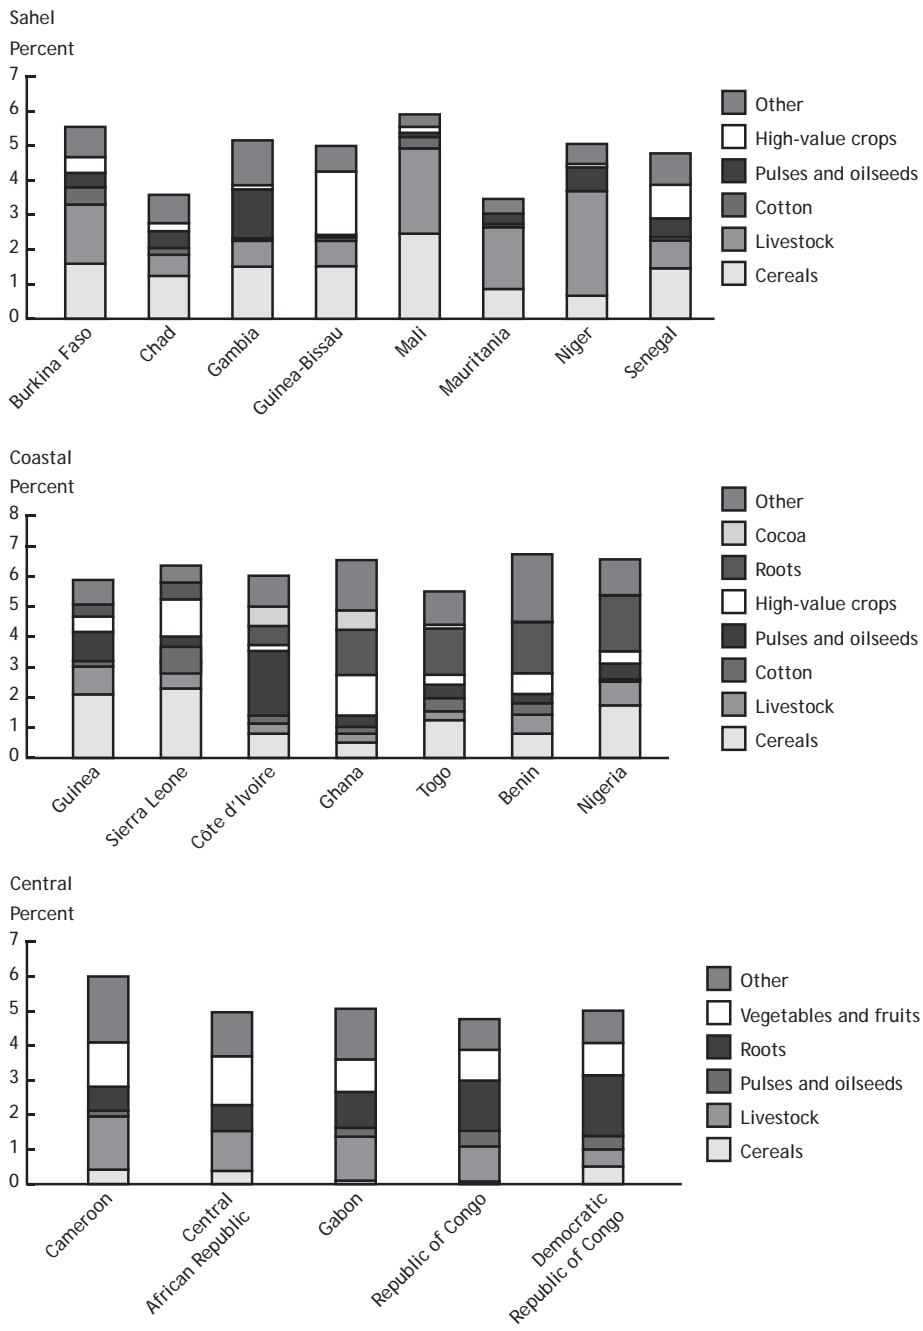 Sahel
Percent
7
6
5
4
3
2
1
0
Other
High-value crops
Pulses and oilseeds
Cotton
Livestock
Cereals
Burkina Faso
Chad
Gambia
Guinea-Bissau
Mali
Mauritania
Niger
Senegal
Coastal
Percent
8
7
6
5
4
3
2
1
0
Other
Cocoa
Roots
High-value crops
Pulses and oilseeds
Cotton
Livestock
Cereals
Guinea
Sierra Leone
Côte d'Ivoire
Ghana
Togo
Benin
Nigeria
Central
Percent
7
6
5
4
3
2
1
0
Other
Vegetables and fruits
Roots
Pulses and oilseeds
Livestock
Cereals
Cameroon
Central
African Republic
Gabon
Republic of Congo
Democratic
Republic of Congo